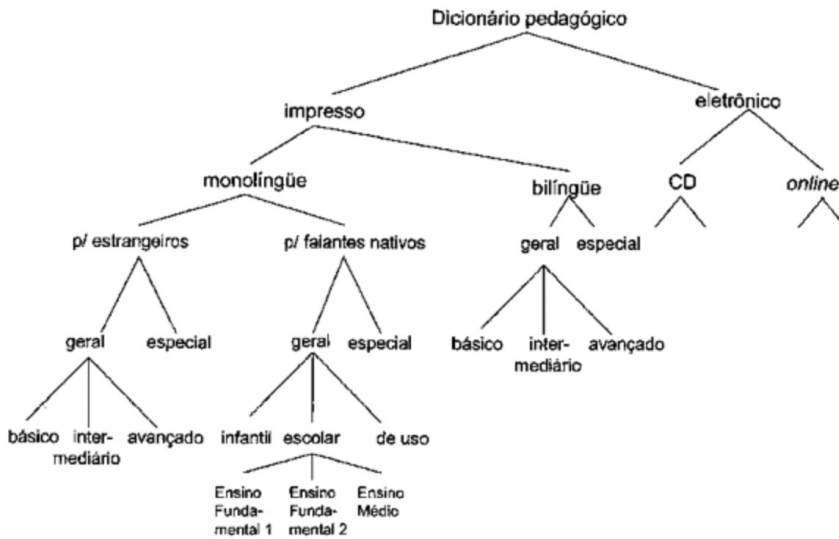 Dicionário pedagógico
impresso
eletrônico
monolíngüe
bilíngüe
CD
online
p/ estrangeiros
p/ falantes nativos
geral
especial
geral
especial
geral
especial
básico
inter-
mediário
avançado
básico
inter-
mediário
avançado
infantil
escolar
de uso
Ensino
Funda-
mental 1
Ensino
Funda-
mental 2
Ensino
Médio